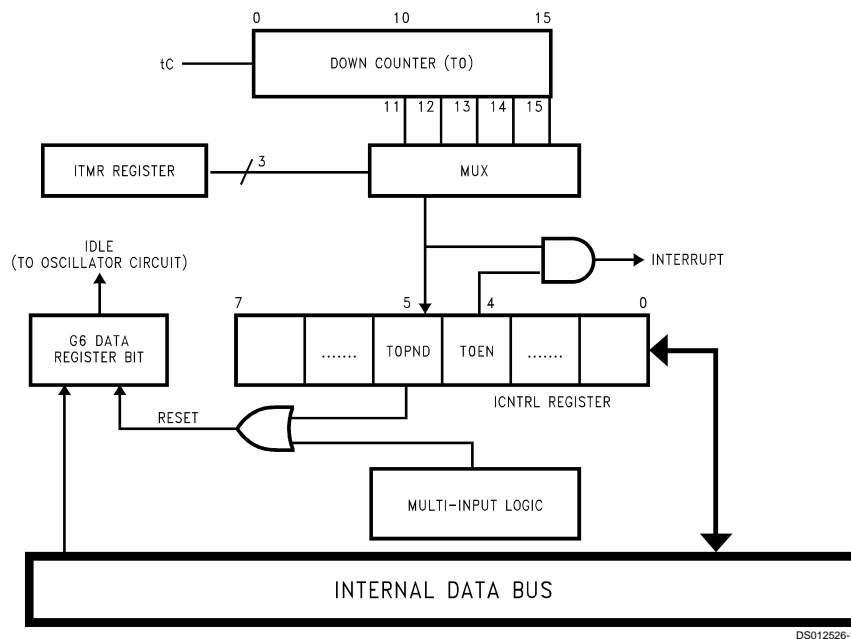 0 10 15
tC
DOWN COUNTER (T0)
11 12 13 14 15
ITMR REGISTER
3
MUX
IDLE
(TO OSCILLATOR CIRCUIT)
INTERRUPT
7 5 4 0
G6 DATA
REGISTER BIT
....... TOPND TOEN .......
ICNTRL REGISTER
RESET
MULTI-INPUT LOGIC
INTERNAL DATA BUS
DS012526-